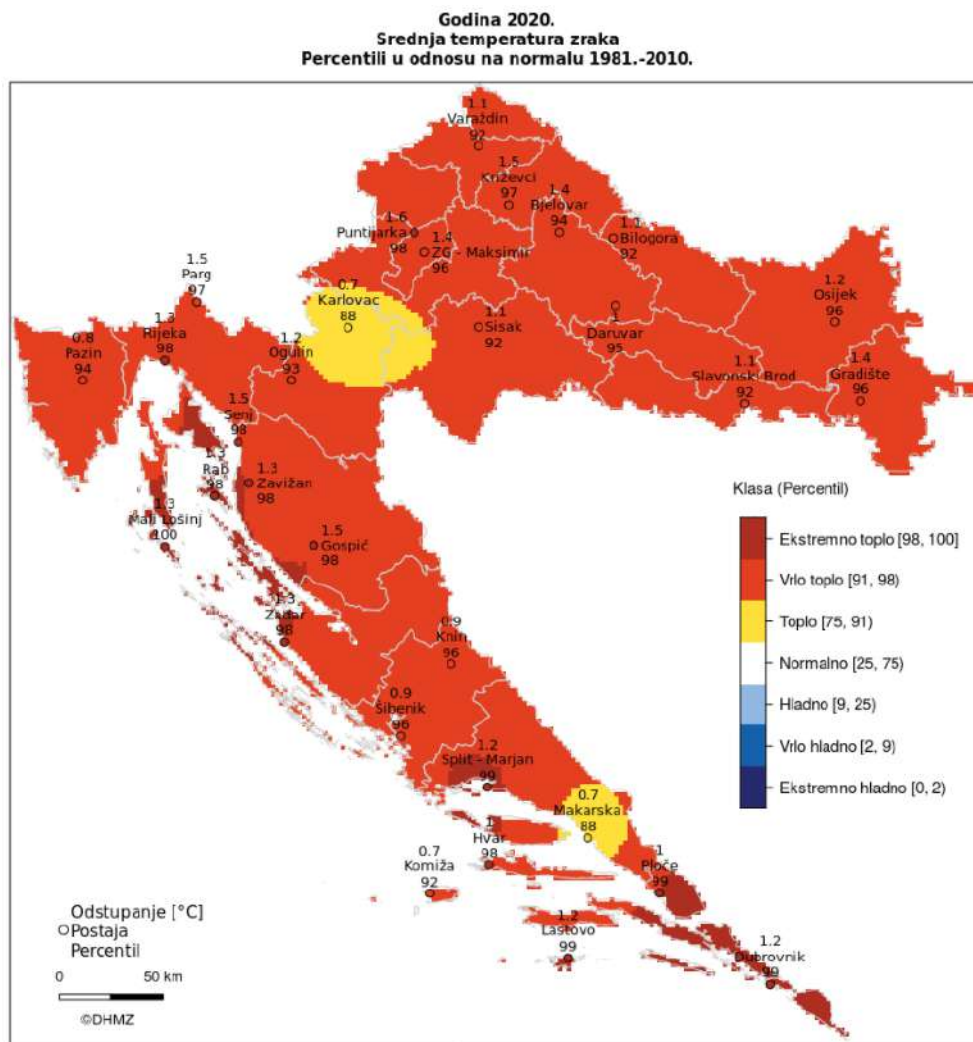 Godina 2020.
Srednja temperatura zraka
Percentili u odnosu na normalu 1981.-2010.
1.1
Varaždin
92
1.5
Križevci
97
1.4
Bjelovar
94
1.6
Puntijarka
98
1.4
ZG - Maksimir
96
1.1
Bilogora
92
1.5
Parg
97
0.7
Karlovac
88
1.1
Sisak
92
1
Daruvar
95
1.2
Osijek
96
0.8
Pazin
94
1.3
Rijeka
98
1.2
Ogulin
93
1.1
Slavonski Brod
92
1.4
Gradište
96
1.5
Senj
98
1.3
Rab
98
1.3
Zavižan
98
1.3
Mali Lošinj
100
1.5
Gospić
98
1.3
Zadar
98
0.9
Knin
96
0.9
Šibenik
96
1.2
Split - Marjan
99
0.7
Makarska
88
1
Hvar
98
0.7
Komiža
92
1
Ploče
99
1.2
Lastovo
99
1.2
Dubrovnik
99
Klasa (Percentil)
Ekstremno toplo [98, 100]
Vrlo toplo [91, 98)
Toplo [75, 91)
Normalno [25, 75)
Hladno [9, 25)
Vrlo hladno [2, 9)
Ekstremno hladno [0, 2)
Odstupanje [°C]
Postaja
Percentil
0 50 km
©DHMZ